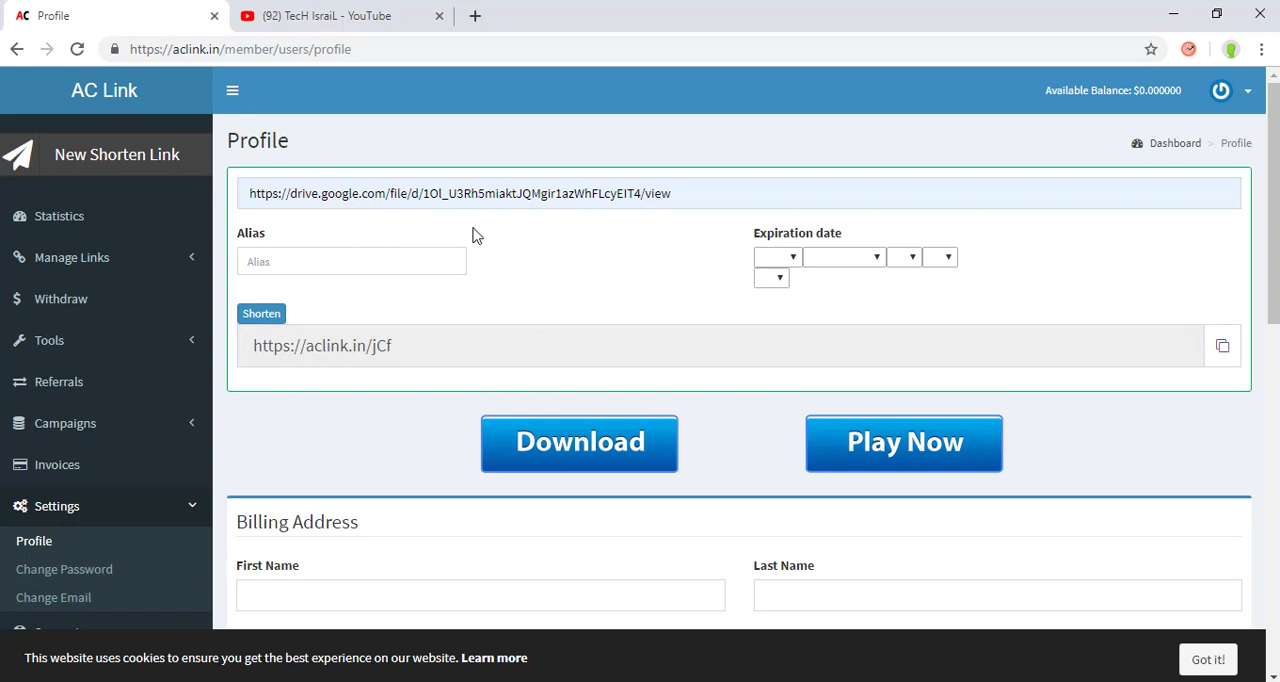 AC Profile
(92) TecH IsraiL - YouTube
https://aclink.in/member/users/profile
AC Link
Available Balance: $0.000000
New Shorten Link
Profile
Dashboard > Profile
https://drive.google.com/file/d/1Ol_U3Rh5miaktJQMgir1azWhFLcyEIT4/view
Statistics
Alias
Expiration date
Manage Links
Alias
Withdraw
Shorten
Tools
https://aclink.in/jCf
Referrals
Campaigns
Download
Play Now
Invoices
Settings
Billing Address
Profile
Change Password
First Name
Last Name
Change Email
This website uses cookies to ensure you get the best experience on our website. Learn more
Got it!